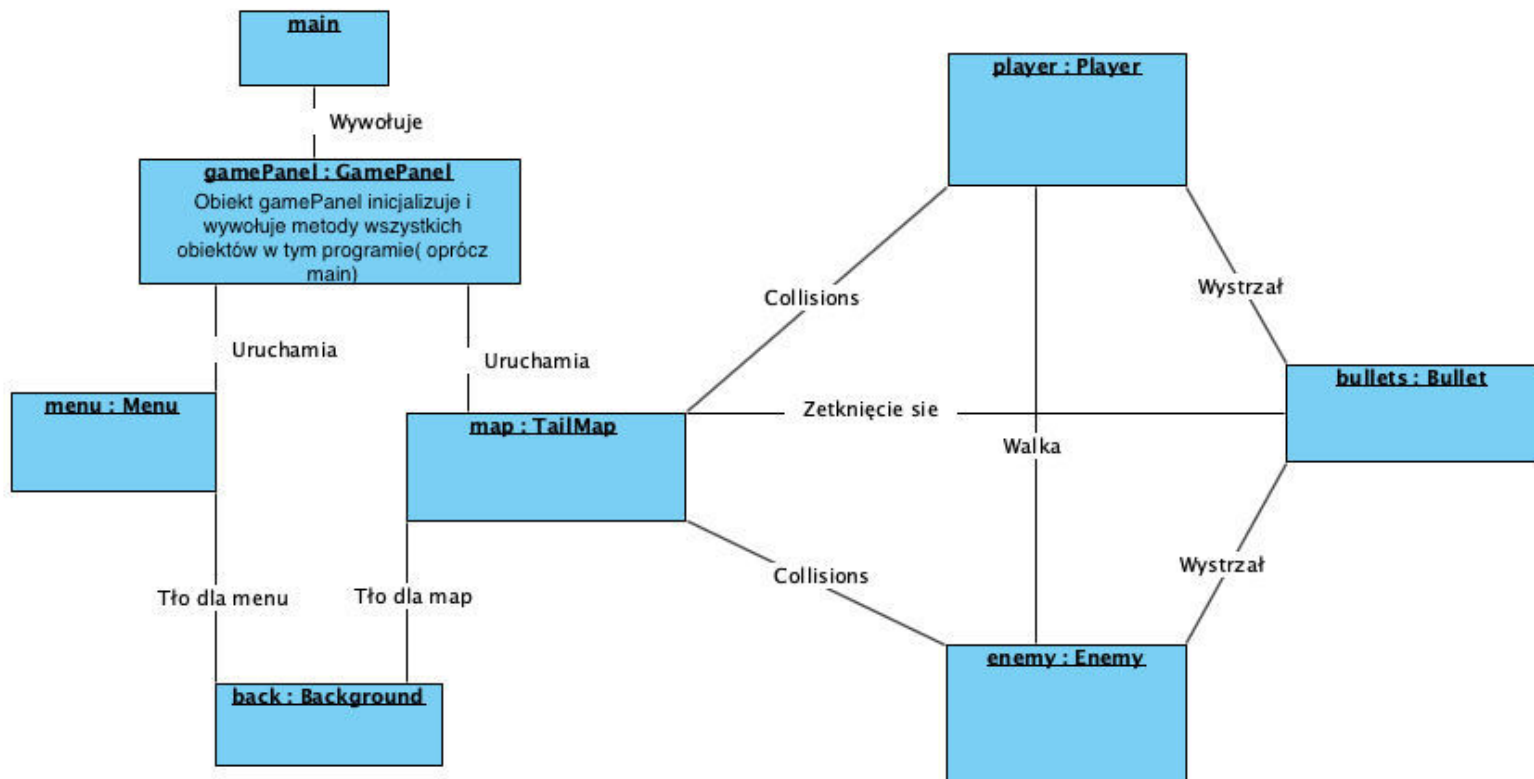 main
Wywołuje
gamePanel : GamePanel
Obiekt gamePanel inicjalizuje i
wywołuje metody wszystkich
obiektów w tym programie( oprócz
main)
Uruchamia
Uruchamia
menu : Menu
map : TailMap
Tło dla menu
Tło dla map
back : Background
player : Player
Collisions
Wystrzał
bullets : Bullet
Zetknięcie sie
Walka
Collisions
Wystrzał
enemy : Enemy